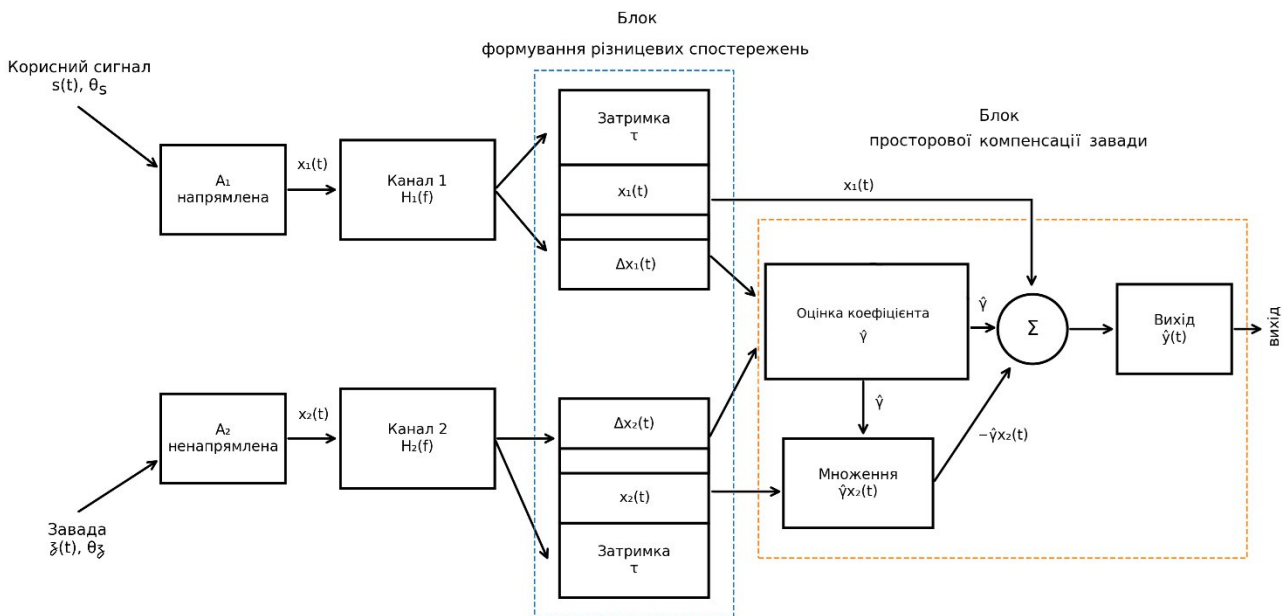 Блок
формування різницевих спостережень
Корисний сигнал
s(t), θₛ
Блок
просторової компенсації завади
A₁
напрямлена
x₁(t)
Канал 1
H₁(f)
Затримка
τ
x₁(t)
Δx₁(t)
x₁(t)
Оцінка коефіцієнта
γ̂
γ̂
Σ
Вихід
ŷ(t)
вихід
γ̂
A₂
ненапрямлена
x₂(t)
Канал 2
H₂(f)
Δx₂(t)
x₂(t)
Затримка
τ
Множення
γ̂x₂(t)
−γ̂x₂(t)
Завада
ѯ(t), θѯ